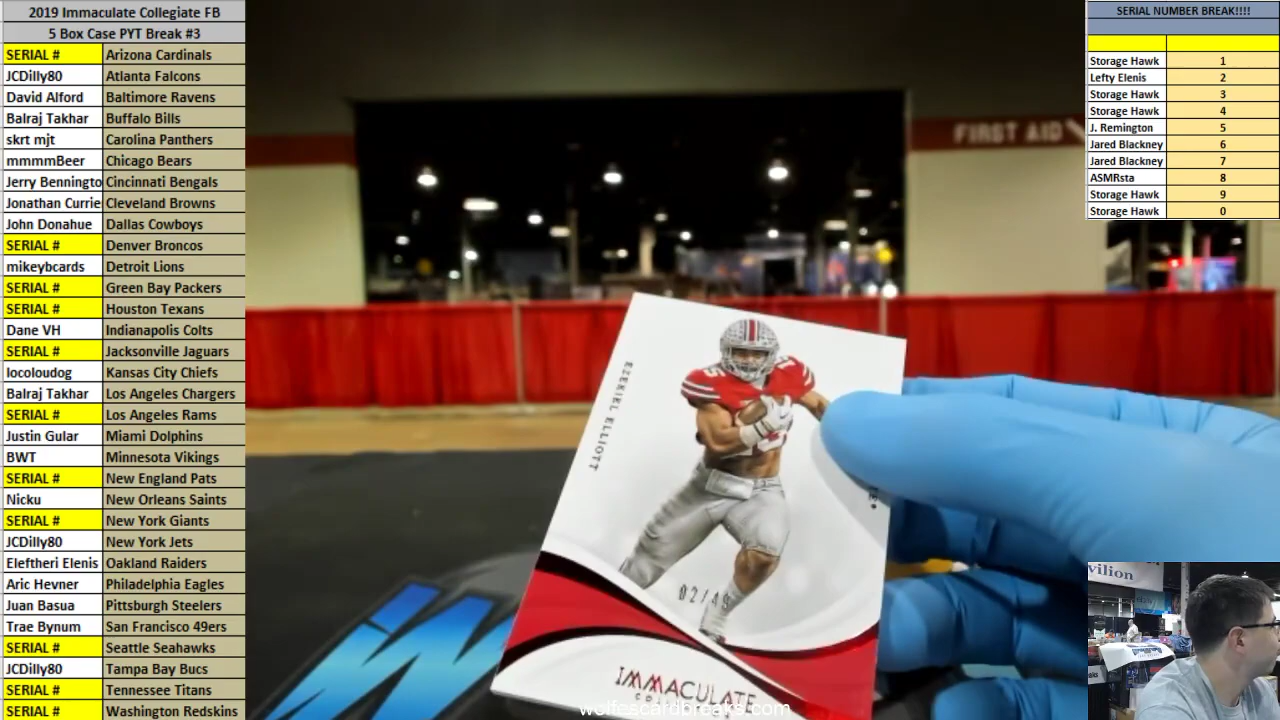 2019 Immaculate Collegiate FB
5 Box Case PYT Break #3
SERIAL # Arizona Cardinals
JCDilly80 Atlanta Falcons
David Alford Baltimore Ravens
Balraj Takhar Buffalo Bills
skrt mjt Carolina Panthers
mmmmBeer Chicago Bears
Jerry Benningto Cincinnati Bengals
Jonathan Currie Cleveland Browns
John Donahue Dallas Cowboys
SERIAL # Denver Broncos
mikeybcards Detroit Lions
SERIAL # Green Bay Packers
SERIAL # Houston Texans
Dane VH Indianapolis Colts
SERIAL # Jacksonville Jaguars
locoloudog Kansas City Chiefs
Balraj Takhar Los Angeles Chargers
SERIAL # Los Angeles Rams
Justin Gular Miami Dolphins
BWT Minnesota Vikings
SERIAL # New England Pats
Nicku New Orleans Saints
SERIAL # New York Giants
JCDilly80 New York Jets
Eleftheri Elenis Oakland Raiders
Aric Hevner Philadelphia Eagles
Juan Basua Pittsburgh Steelers
Trae Bynum San Francisco 49ers
SERIAL # Seattle Seahawks
JCDilly80 Tampa Bay Bucs
SERIAL # Tennessee Titans
SERIAL # Washington Redskins
FIRST AID
EZEKIEL ELLIOTT
IMMACULATE
wolfescardbreaks.com
SERIAL NUMBER BREAK!!!!
Storage Hawk 1
Lefty Elenis 2
Storage Hawk 3
Storage Hawk 4
J. Remington 5
Jared Blackney 6
Jared Blackney 7
ASMRsta 8
Storage Hawk 9
Storage Hawk 0
vilion